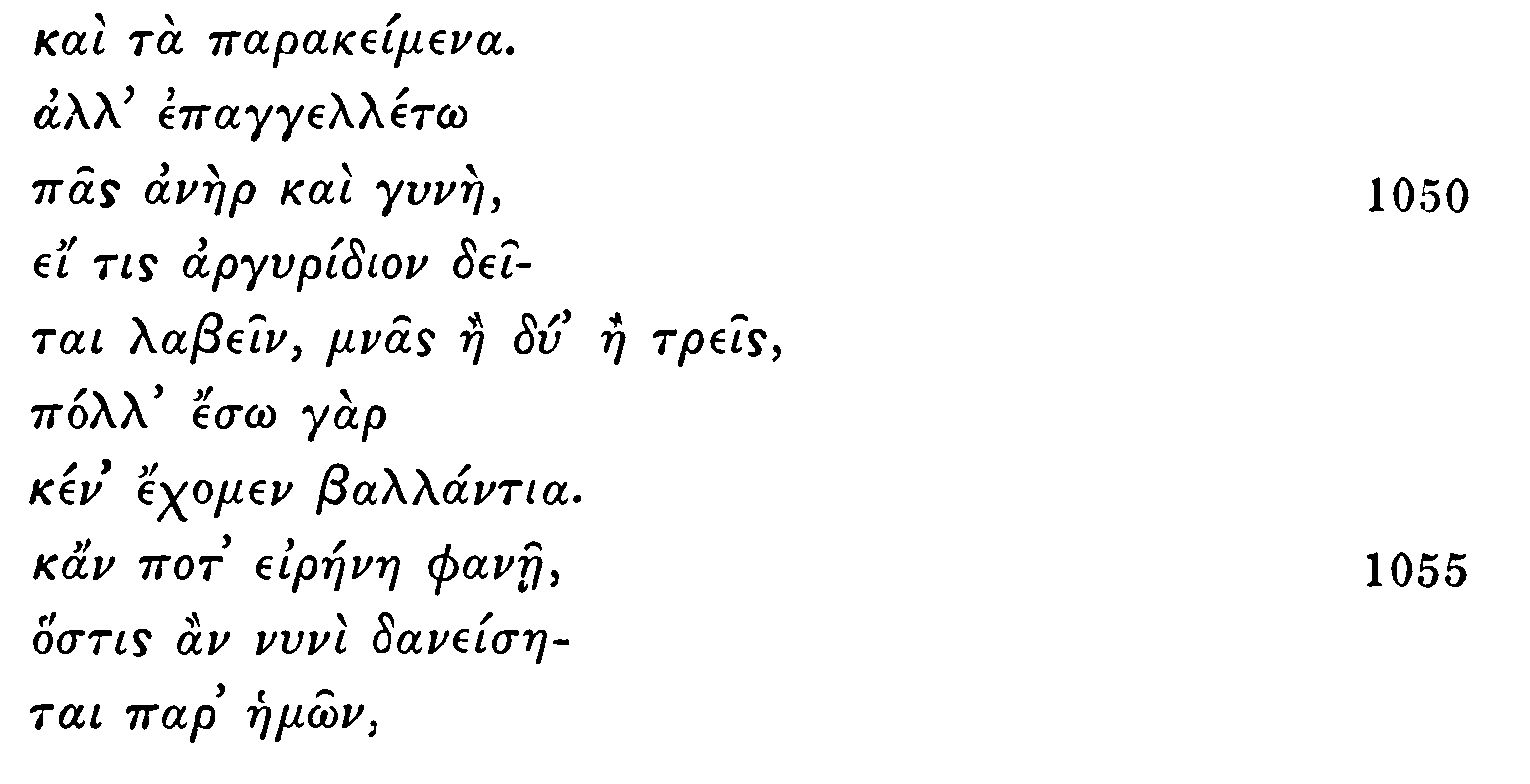 καὶ τὰ παρακείμενα.
ἀλλ’ ἐπαγγελλέτω
πᾶς ἀνὴρ καὶ γυνὴ, 1050
εἴ τις ἀργυρίδιον δεῖ-
ται λαβεῖν, μνᾶς ἢ δύ’ ἢ τρεῖς,
πόλλ’ ἔσω γὰρ
κέν’ ἔχομεν βαλλάντια.
κἄν ποτ’ εἰρήνη φανῇ, 1055
ὅστις ἂν νυνὶ δανείση-
ται παρ’ ἡμῶν,